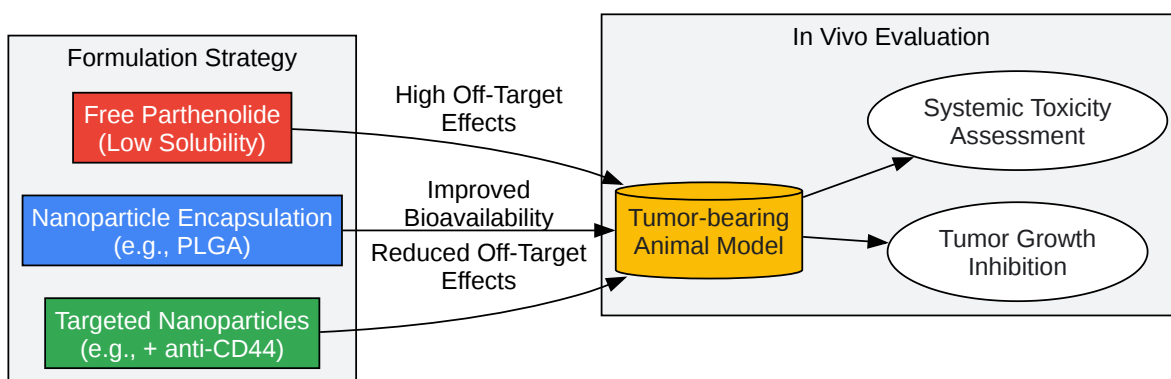 Formulation Strategy
Free Parthenolide
(Low Solubility)
Nanoparticle Encapsulation
(e.g., PLGA)
Targeted Nanoparticles
(e.g., + anti-CD44)
High Off-Target
Effects
Improved
Bioavailability
Reduced Off-Target
Effects
In Vivo Evaluation
Tumor-bearing
Animal Model
Systemic Toxicity
Assessment
Tumor Growth
Inhibition